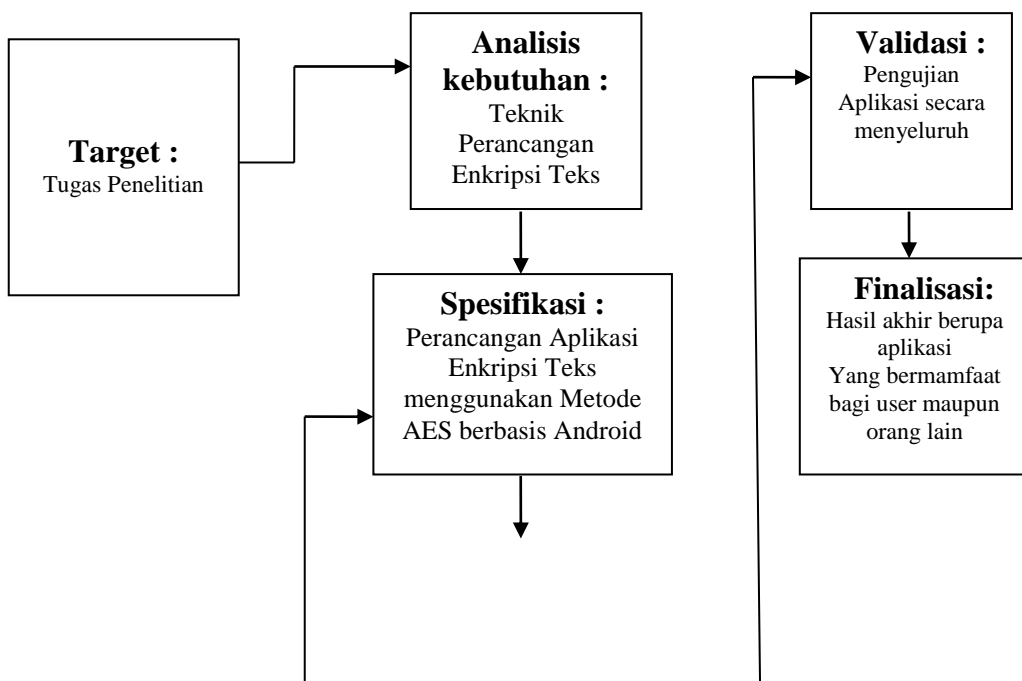 Target :
Tugas Penelitian
Analisis
kebutuhan :
Teknik
Perancangan
Enkripsi Teks
Spesifikasi :
Perancangan Aplikasi
Enkripsi Teks
menggunakan Metode
AES berbasis Android
Validasi :
Pengujian
Aplikasi secara
menyeluruh
Finalisasi:
Hasil akhir berupa
aplikasi
Yang bermamfaat
bagi user maupun
orang lain